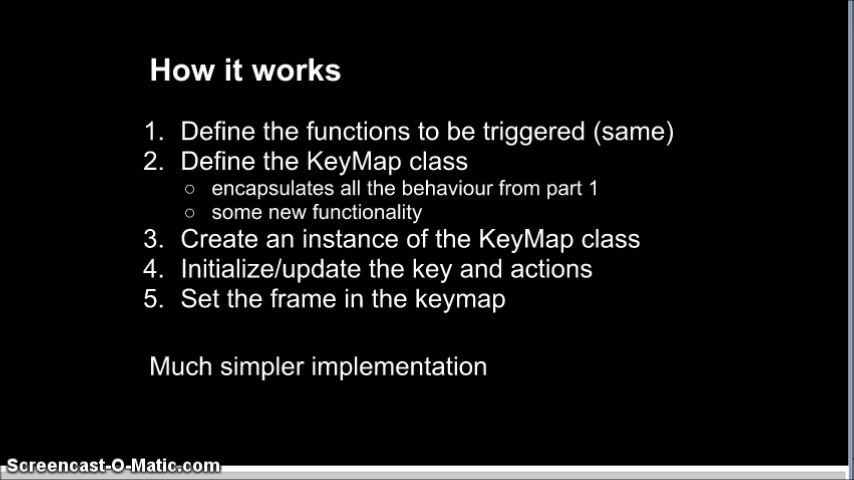 How it works
1. Define the functions to be triggered (same)
2. Define the KeyMap class
○ encapsulates all the behaviour from part 1
○ some new functionality
3. Create an instance of the KeyMap class
4. Initialize/update the key and actions
5. Set the frame in the keymap
Much simpler implementation
Screencast-O-Matic.com